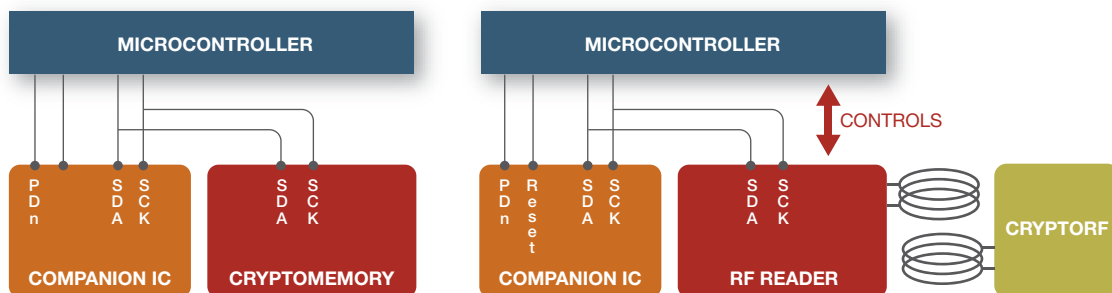 MICROCONTROLLER
PDn
SDA
SCK
COMPANION IC
SDA
SCK
CRYPTOMEMORY
MICROCONTROLLER
CONTROLS
PDn
Reset
SDA
SCK
COMPANION IC
SDA
SCK
RF READER
CRYPTORF